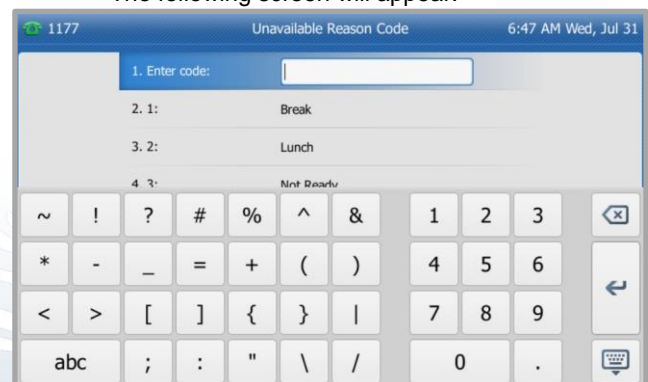 The following screen will appear:
1177 Unavailable Reason Code 6:47 AM Wed, Jul 31
1. Enter code:
2. 1: Break
3. 2: Lunch
4. 3: Not Ready
~ ! ? # % ^ & 1 2 3
* - _ = + ( ) 4 5 6
< > [ ] { } | 7 8 9
abc ; : " \ / 0 .